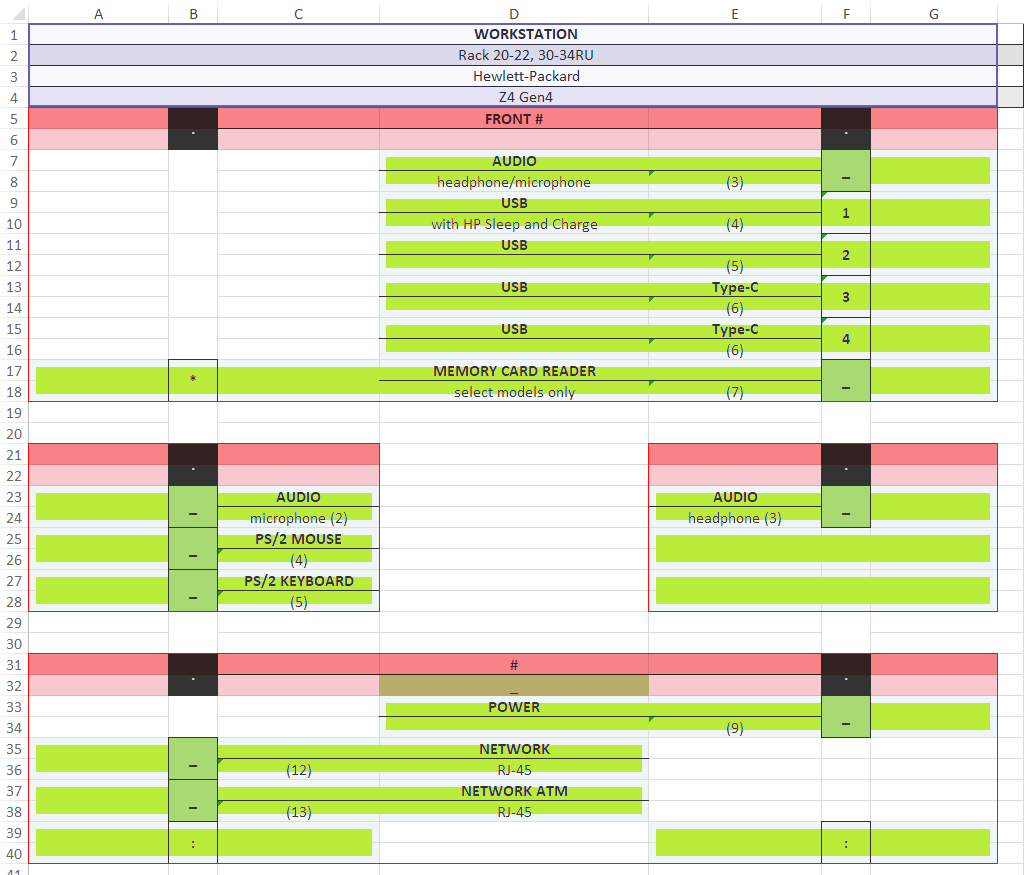 A B C D E F G
1 WORKSTATION
2 Rack 20-22, 30-34RU
3 Hewlett-Packard
4 Z4 Gen4
5 FRONT #
6 . .
7 AUDIO
8 headphone/microphone (3) _
9 USB
1
10 with HP Sleep and Charge (4)
11 USB
2
12 (5)
13 USB Type-C
3
14 (6)
15 USB Type-C
4
16 (6)
17 MEMORY CARD READER
*
18 select models only (7) _
19
20
21
22 . .
23 AUDIO AUDIO
24 _ microphone (2) headphone (3) _
25 PS/2 MOUSE
26 _ (4)
27 PS/2 KEYBOARD
28 _ (5)
29
30
31 #
32 . _ .
33 POWER
34 (9) _
35 NETWORK
36 _ (12) RJ-45
37 NETWORK ATM
38 _ (13) RJ-45
39
: :
40
41